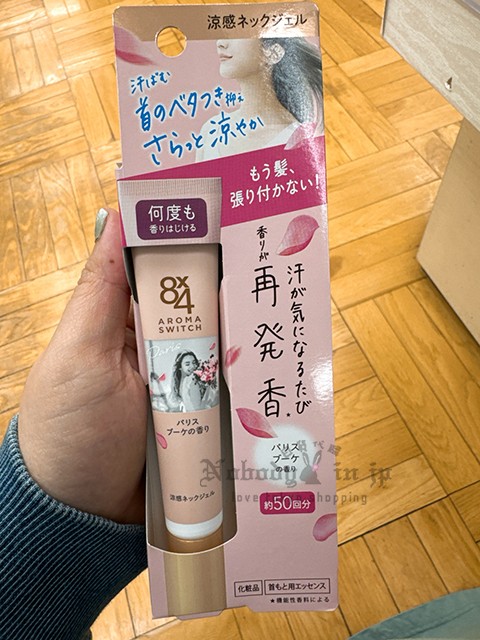 涼感ネックジェル
汗ばむ
首のベタつき抑え
さらっと涼やか
もう髪、
張り付かない!
何度も
香りはじける
8x4
AROMA
SWITCH
Paris
パリス
ブーケの香り
涼感ネックジェル
汗が気になるたび
香りが
再発香*
パリス
ブーケ
の香り
約50回分
Nobody in jp
love shopping
化粧品
首もと用エッセンス
★機能性香料による